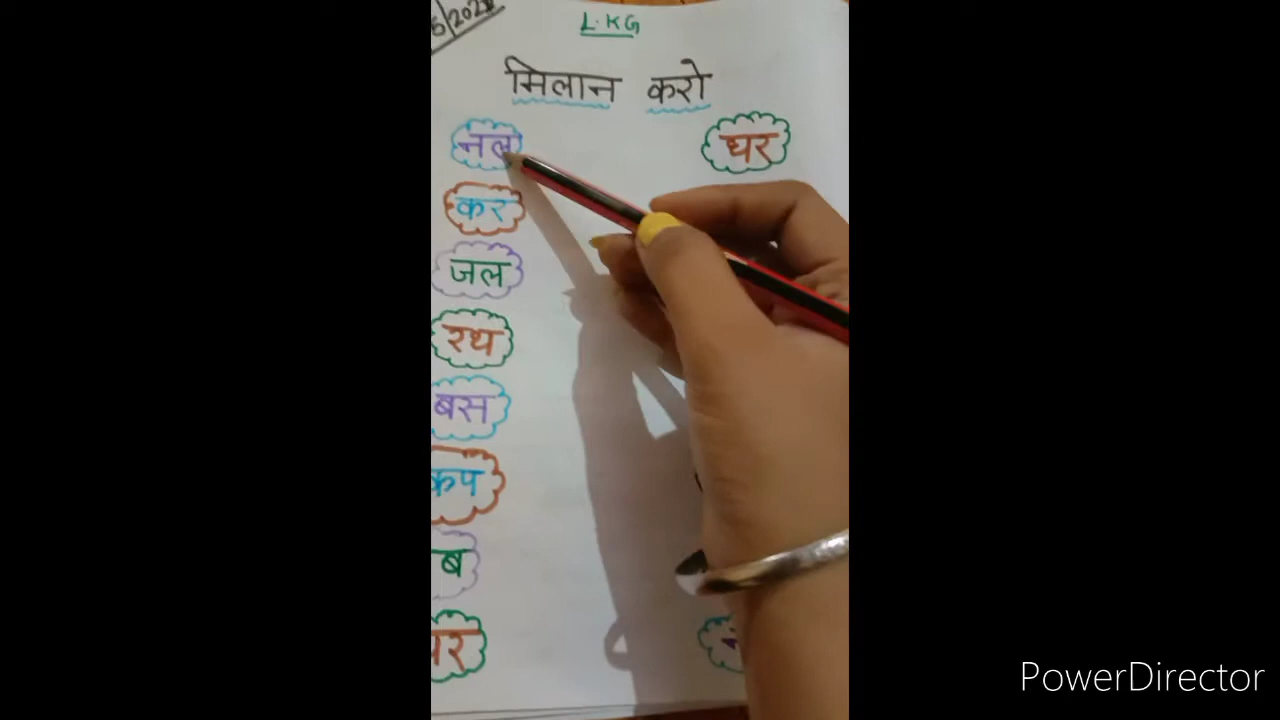 L.KG
मिलान करो
नल घर
कर
जल
रथ
बस
कप
ब
PowerDirector